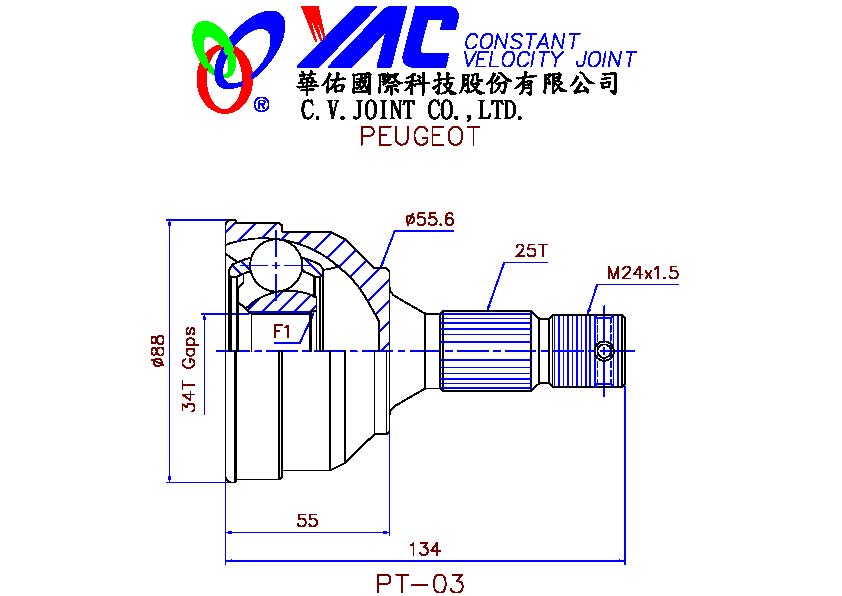 YAC CONSTANT
VELOCITY JOINT
®
華佑國際科技股份有限公司
C.V.JOINT CO.,LTD.
PEUGEOT
ø55.6
25T
M24x1.5
ø88
34T Gaps
F1
55
134
PT-03